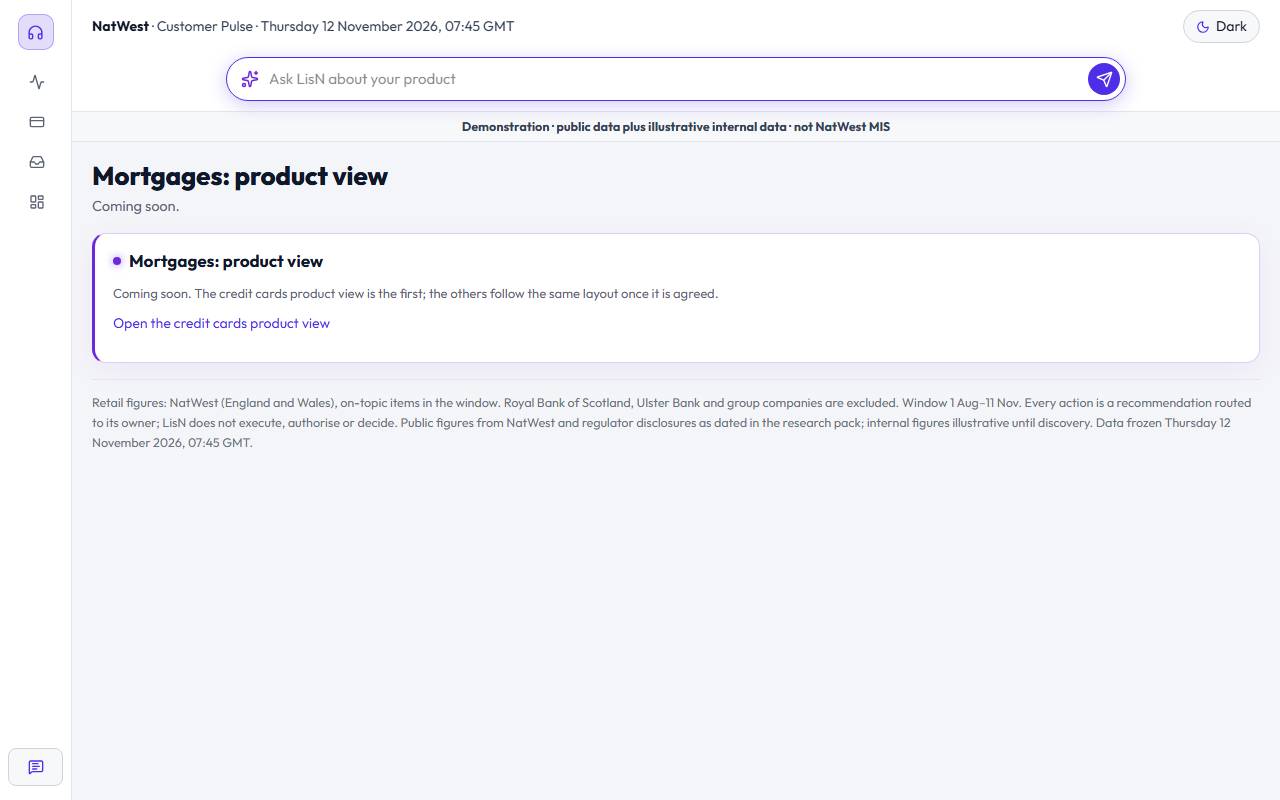 NatWest · Customer Pulse · Thursday 12 November 2026, 07:45 GMT
Dark
Ask LisN about your product
Demonstration · public data plus illustrative internal data · not NatWest MIS
Mortgages: product view
Coming soon.
Mortgages: product view
Coming soon. The credit cards product view is the first; the others follow the same layout once it is agreed.
Open the credit cards product view
Retail figures: NatWest (England and Wales), on-topic items in the window. Royal Bank of Scotland, Ulster Bank and group companies are excluded. Window 1 Aug–11 Nov. Every action is a recommendation routed
to its owner; LisN does not execute, authorise or decide. Public figures from NatWest and regulator disclosures as dated in the research pack; internal figures illustrative until discovery. Data frozen Thursday 12
November 2026, 07:45 GMT.